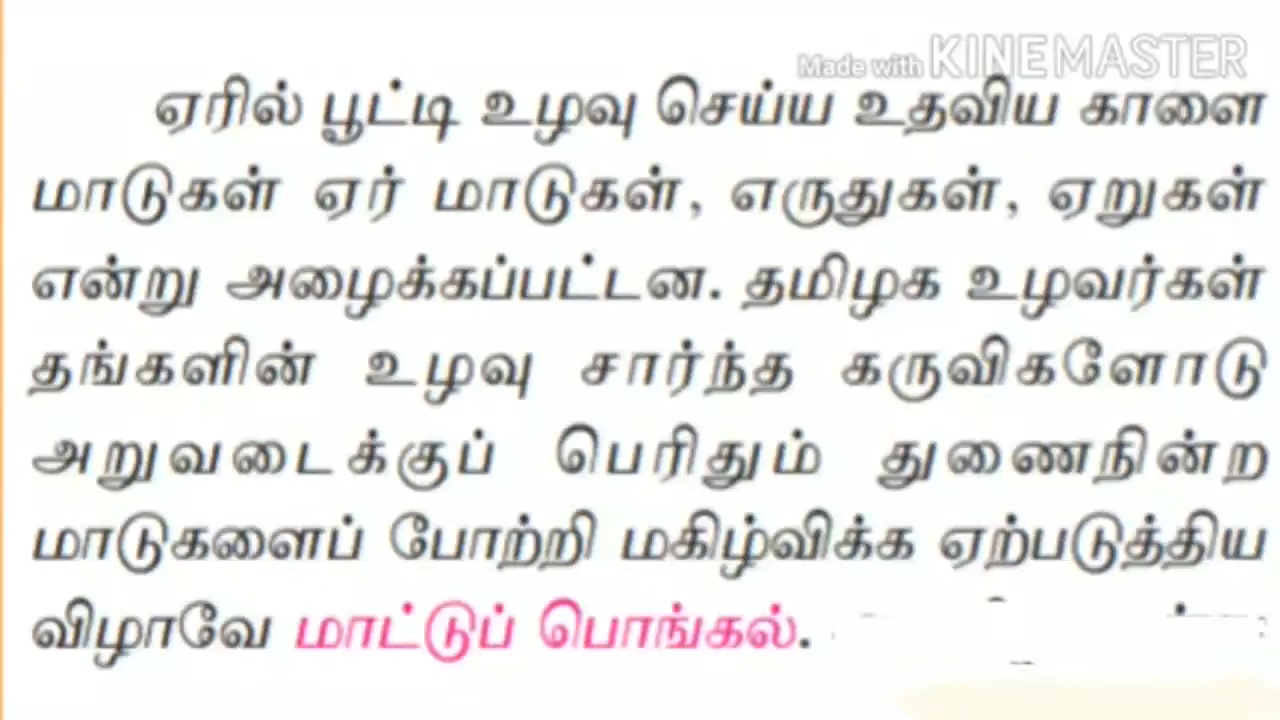 Made with KINEMASTER
ஏரில் பூட்டி உழவு செய்ய உதவிய காளை
மாடுகள் ஏர் மாடுகள், எருதுகள், ஏறுகள்
என்று அழைக்கப்பட்டன. தமிழக உழவர்கள்
தங்களின் உழவு சார்ந்த கருவிகளோடு
அறுவடைக்குப் பெரிதும் துணைநின்ற
மாடுகளைப் போற்றி மகிழ்விக்க ஏற்படுத்திய
விழாவே மாட்டுப் பொங்கல்.